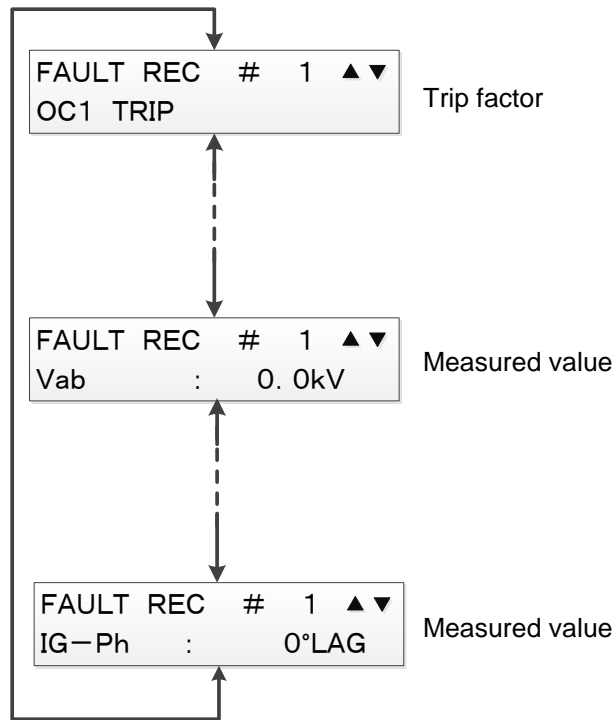 FAULT REC # 1 ▲▼
OC1 TRIP
Trip factor
FAULT REC # 1 ▲▼
Vab : 0. 0kV
Measured value
FAULT REC # 1 ▲▼
IG－Ph : 0°LAG
Measured value